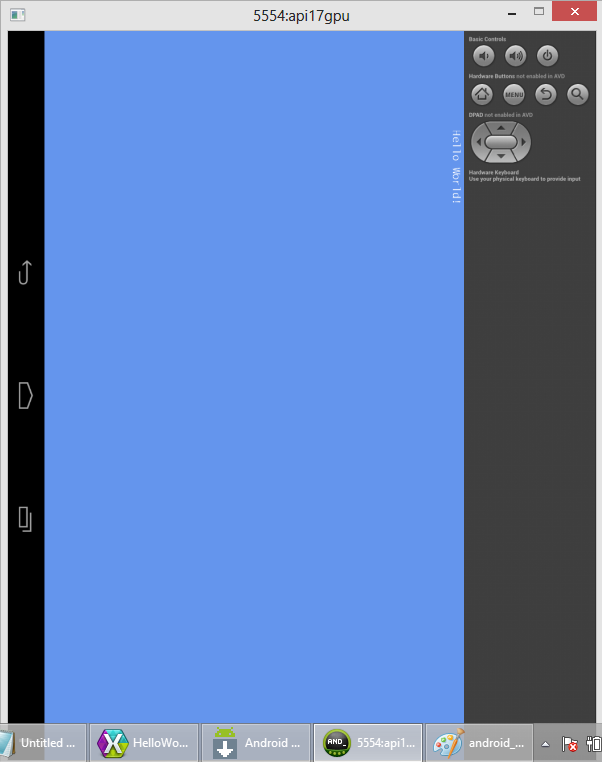 5554:api17gpu
Basic Controls
Hardware Buttons not enabled in AVD
MENU
DPAD not enabled in AVD
Hardware Keyboard
Use your physical keyboard to provide input
Hello World!
Untitled ...
HelloWo...
Android ...
AND_
5554:api1...
android_...